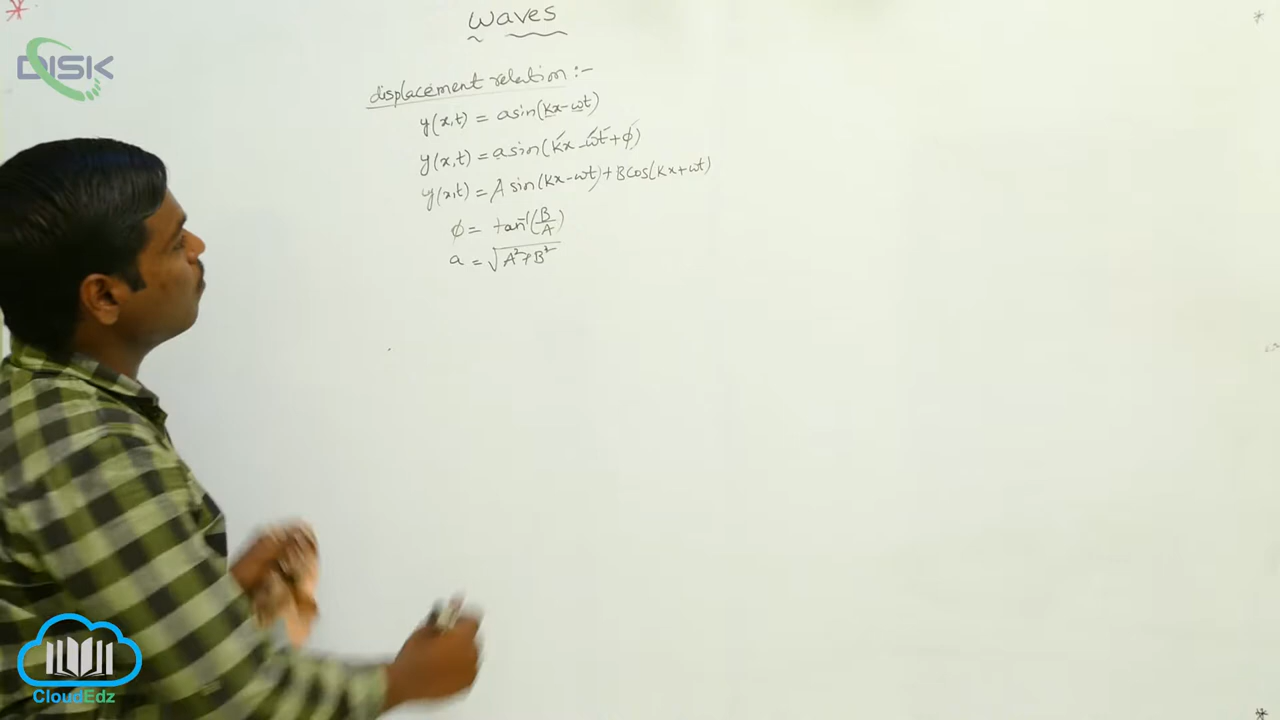 Waves
DISK
displacement relation :-
y(x,t) = asin(kx-ωt)
y(x,t) = asin(kx-ωt+ϕ)
y(x,t) = A sin(kx-ωt)+Bcos(kx+ωt)
ϕ = tan⁻¹(B/A)
a = √A²+B²
CloudEdz